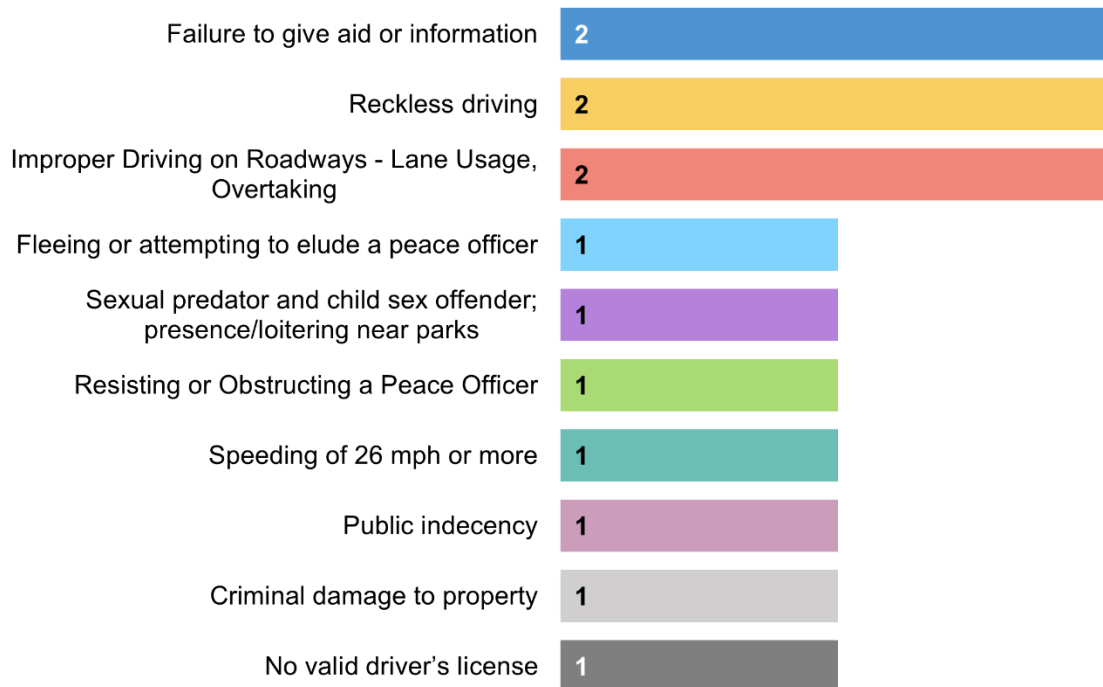 Failure to give aid or information 2
Reckless driving 2
Improper Driving on Roadways - Lane Usage,
Overtaking 2
Fleeing or attempting to elude a peace officer 1
Sexual predator and child sex offender;
presence/loitering near parks 1
Resisting or Obstructing a Peace Officer 1
Speeding of 26 mph or more 1
Public indecency 1
Criminal damage to property 1
No valid driver’s license 1